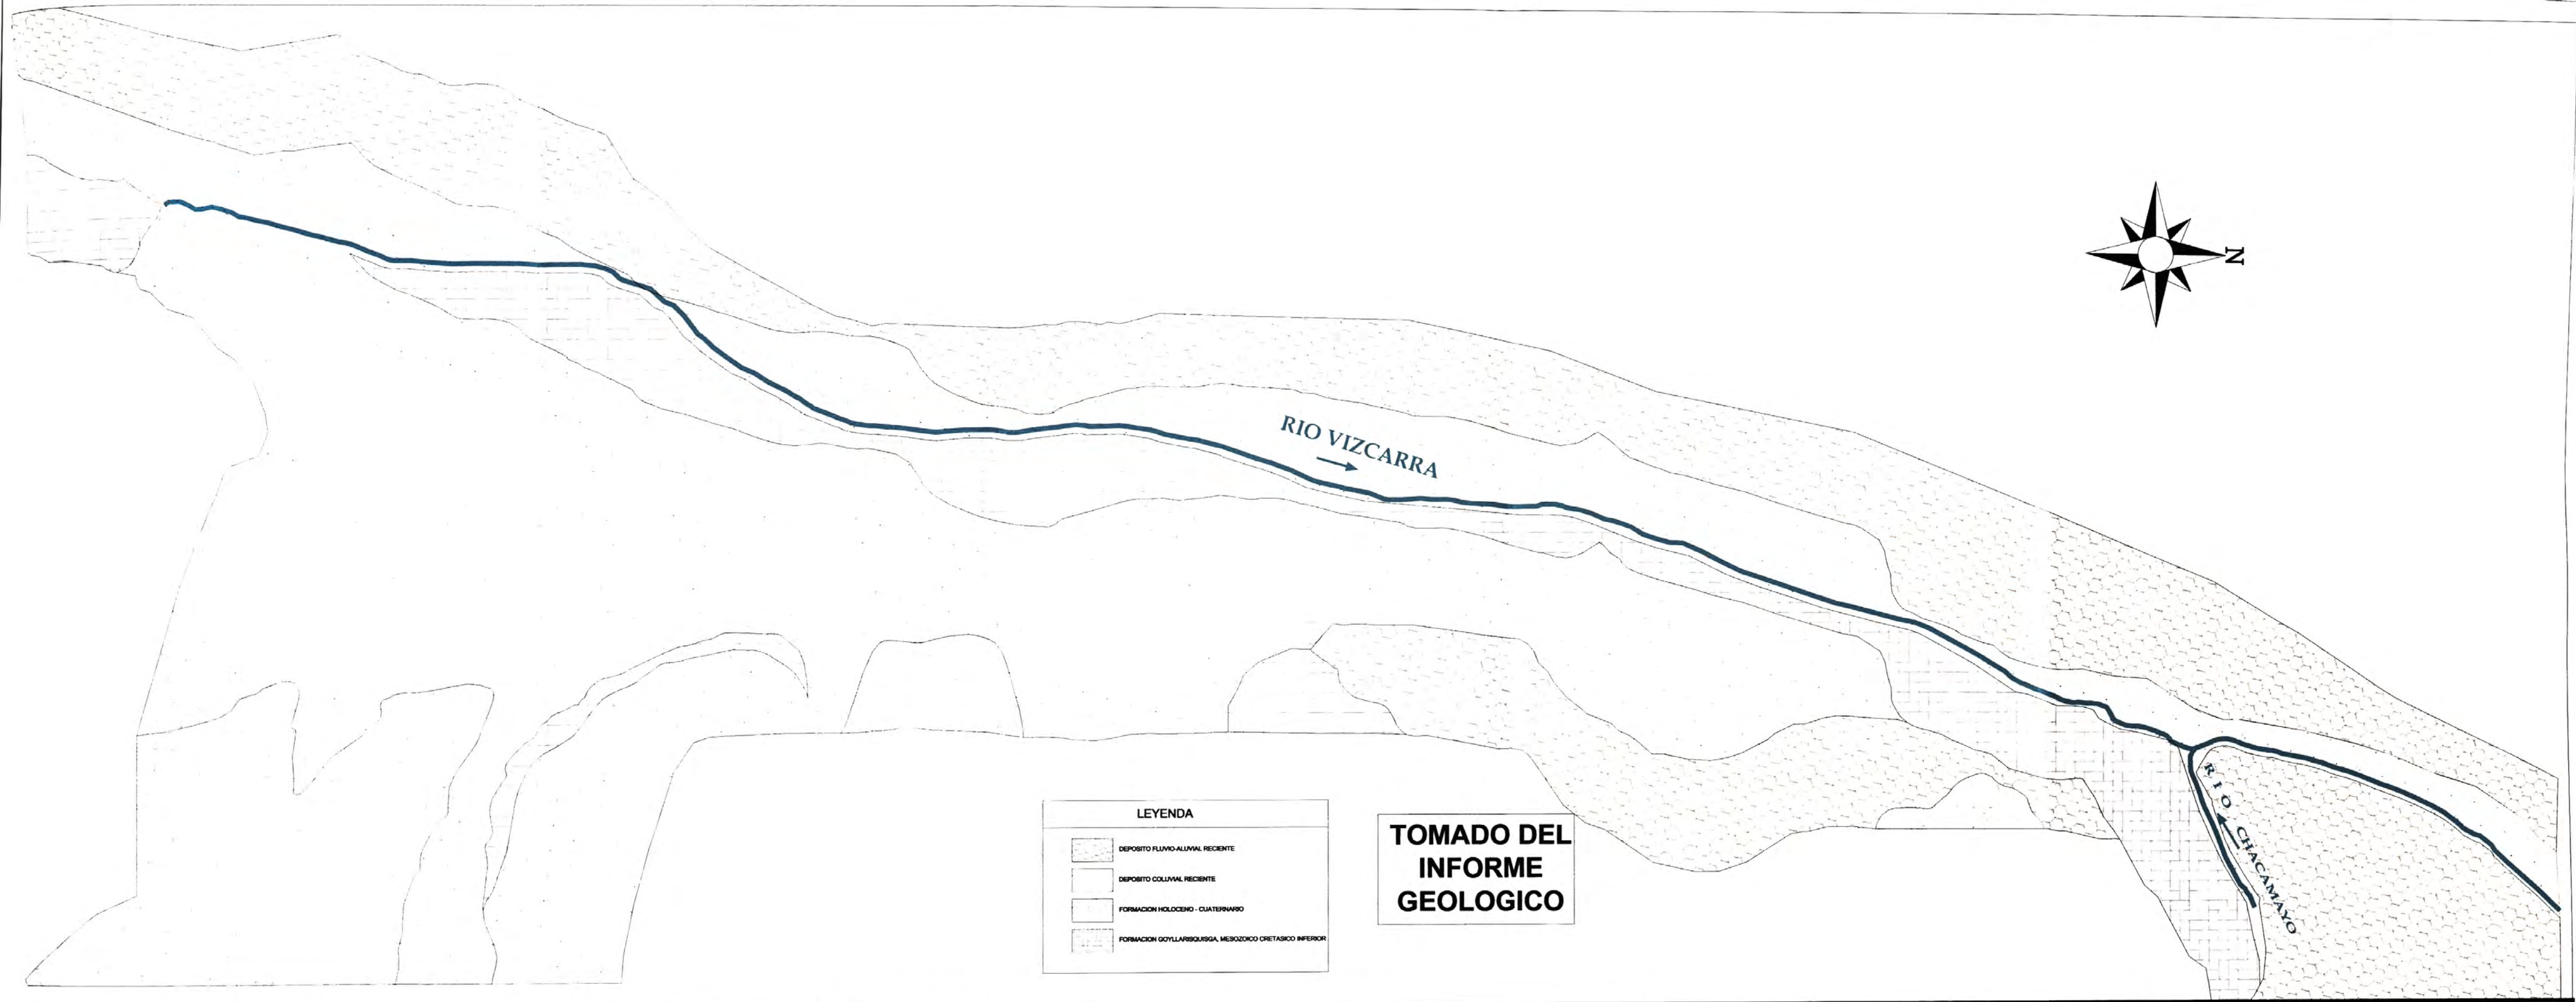 N
RIO VIZCARRA
RIO CHACAMAYO
LEYENDA
DEPOSITO FLUVIO-ALUVIAL RECIENTE
DEPOSITO COLUVIAL RECIENTE
FORMACION HOLOCENO - CUATERNARIO
FORMACION GOYLLARISQUISGA, MESOZOICO CRETASICO INFERIOR
TOMADO DEL
INFORME
GEOLOGICO